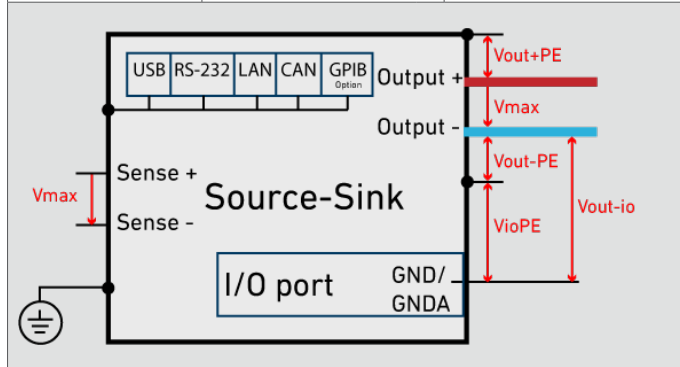 USB RS-232 LAN CAN GPIB
Option
Output +
Output -
Vout+PE
Vmax
Vout-PE
VioPE
Vout-io
Sense +
Vmax
Sense -
Source-Sink
I/O port
GND/
GNDA